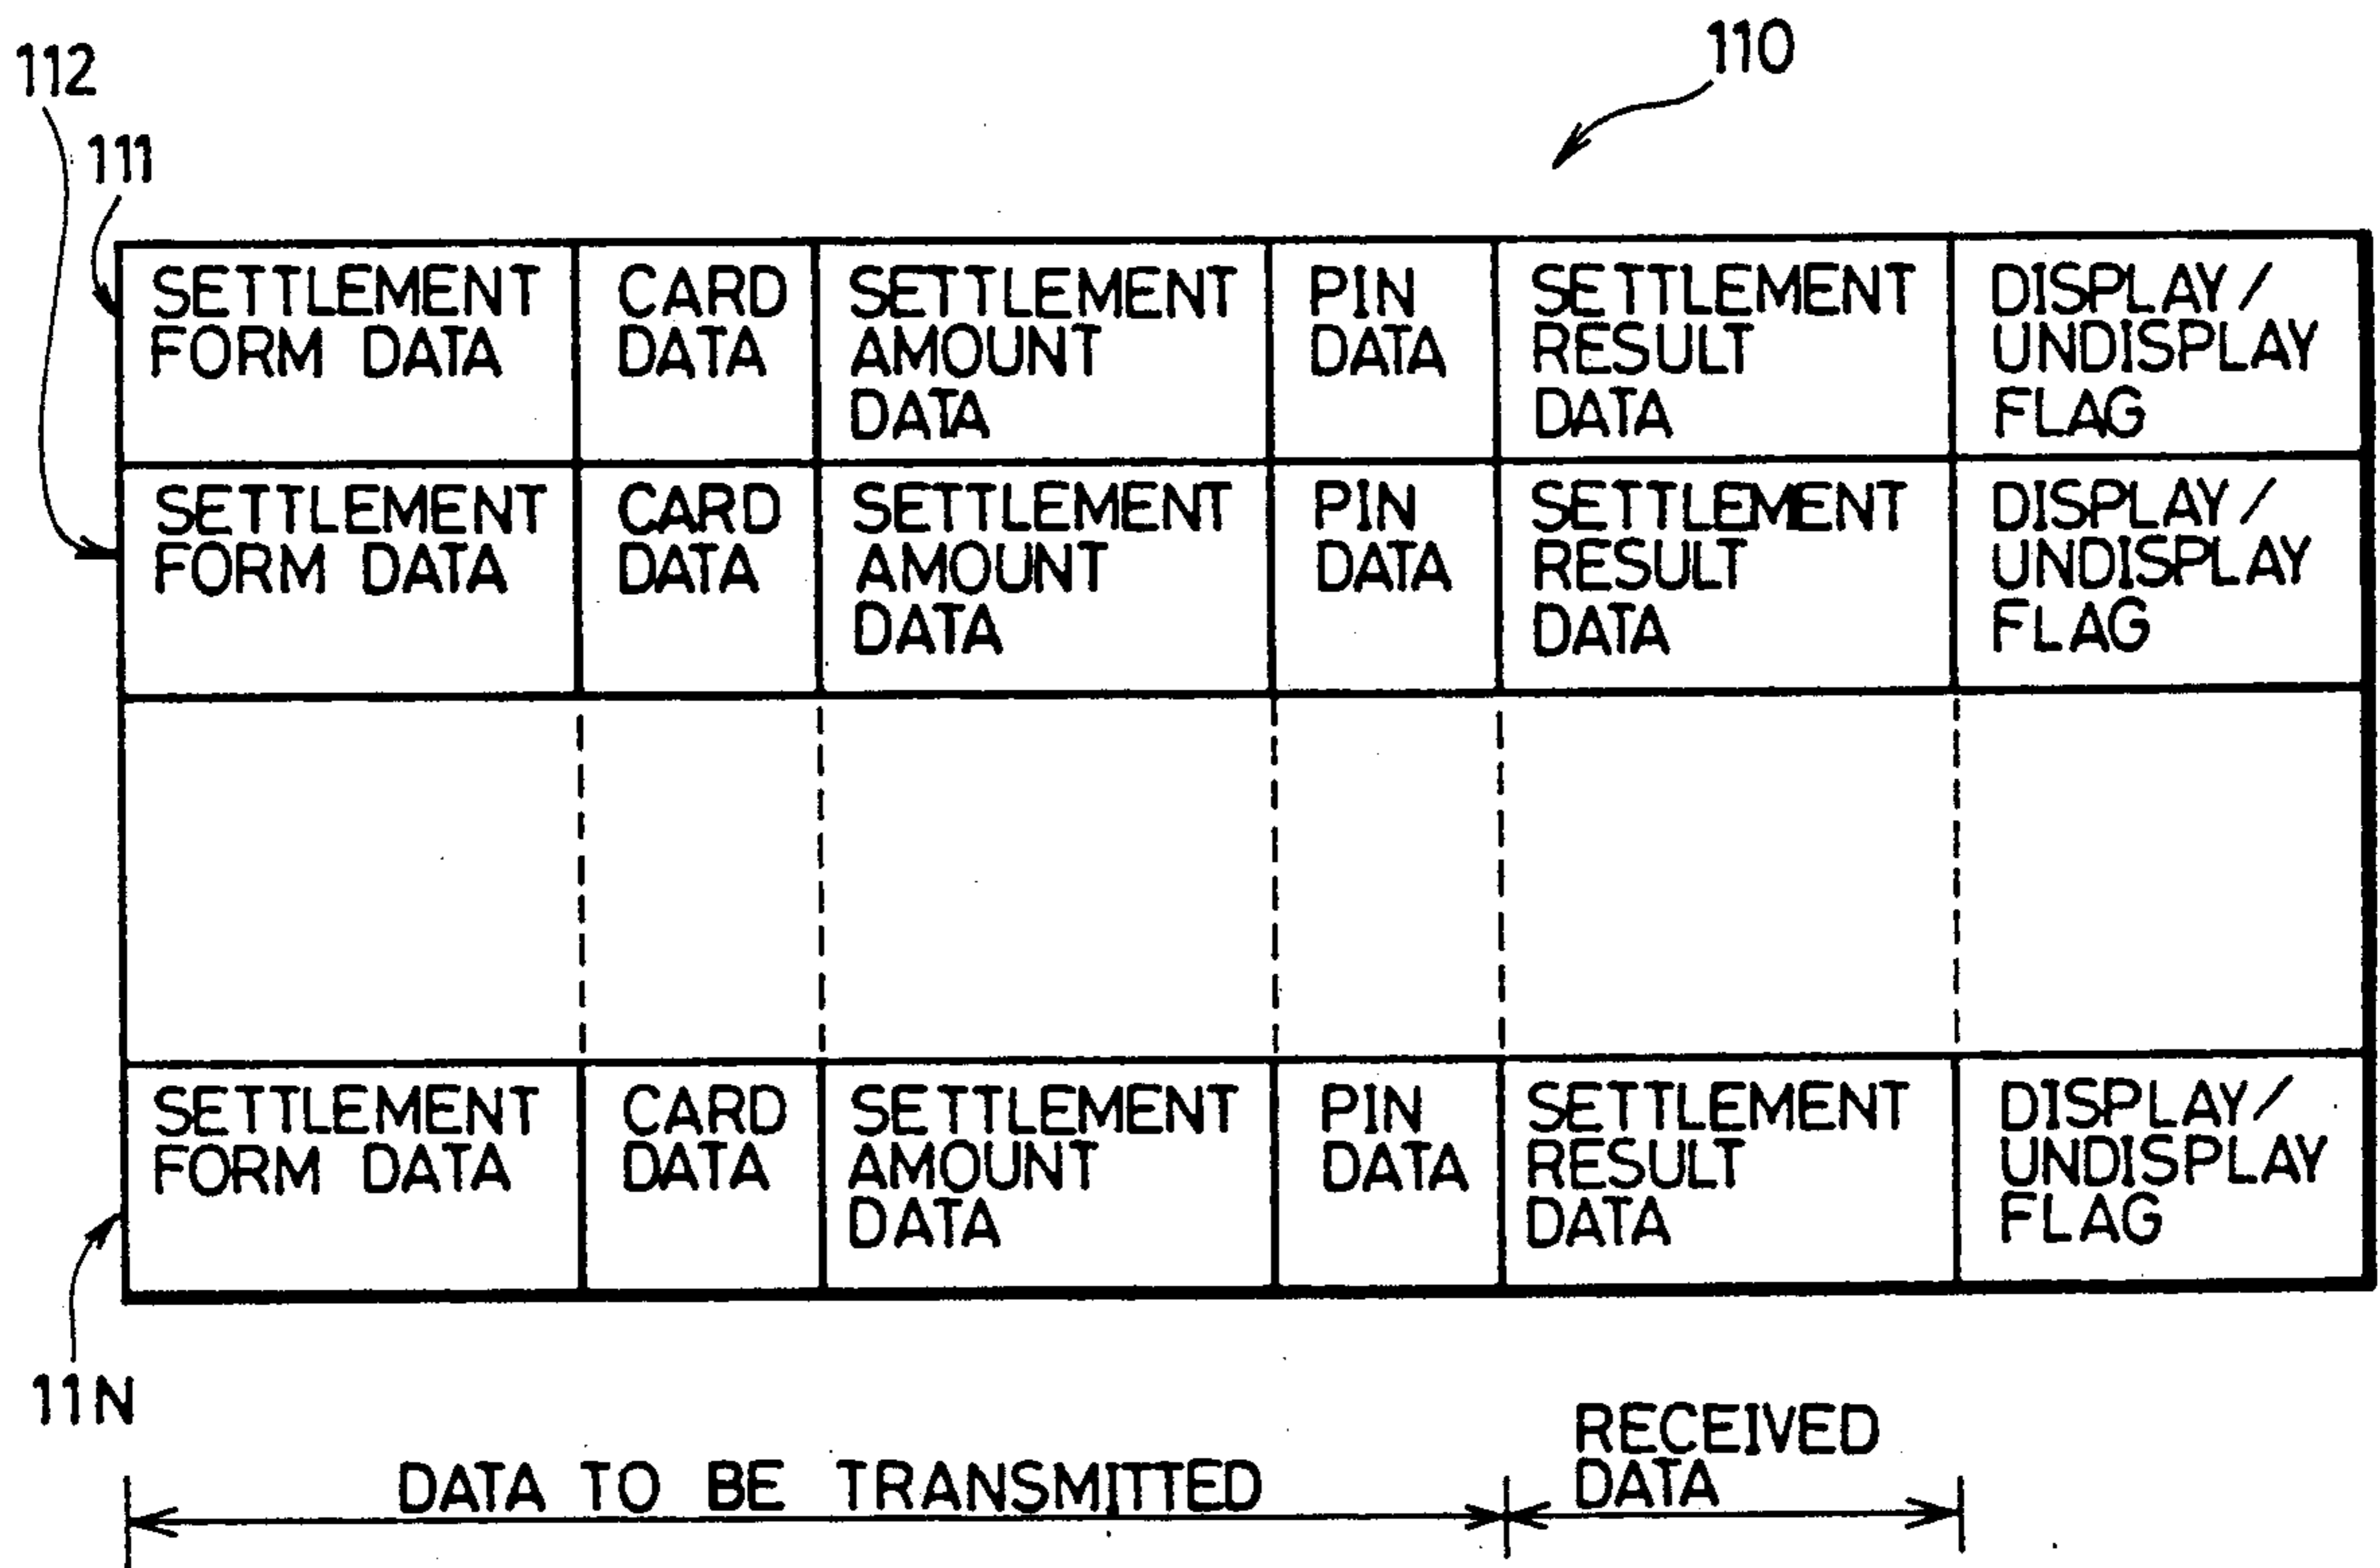 110
112
111
SETTLEMENT
FORM DATA
CARD
DATA
SETTLEMENT
AMOUNT
DATA
PIN
DATA
SETTLEMENT
RESULT
DATA
DISPLAY/
UNDISPLAY
FLAG
SETTLEMENT
FORM DATA
CARD
DATA
SETTLEMENT
AMOUNT
DATA
PIN
DATA
SETTLEMENT
RESULT
DATA
DISPLAY/
UNDISPLAY
FLAG
SETTLEMENT
FORM DATA
CARD
DATA
SETTLEMENT
AMOUNT
DATA
PIN
DATA
SETTLEMENT
RESULT
DATA
DISPLAY/
UNDISPLAY
FLAG
11N
DATA TO BE TRANSMITTED
RECEIVED
DATA